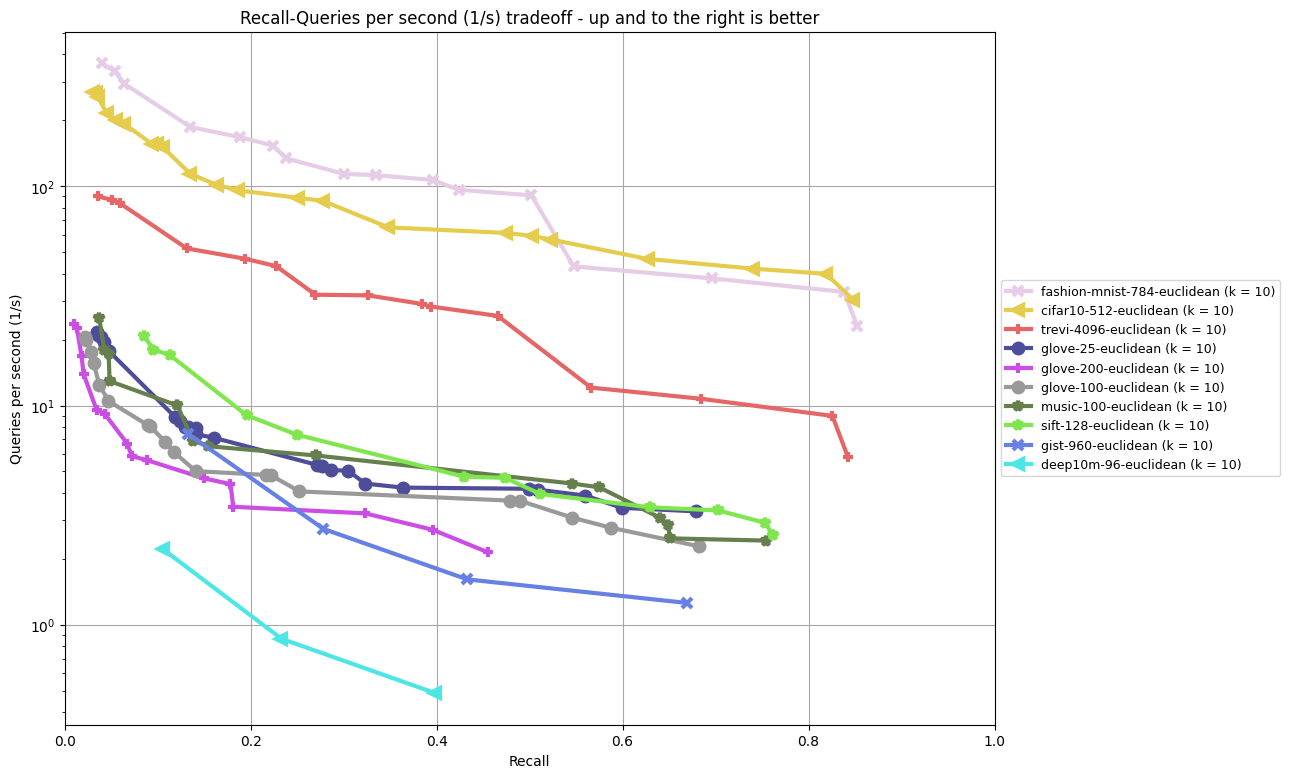 Recall-Queries per second (1/s) tradeoff - up and to the right is better
Queries per second (1/s)
10²
10¹
10⁰
0.0 0.2 0.4 0.6 0.8 1.0
Recall
fashion-mnist-784-euclidean (k = 10)
cifar10-512-euclidean (k = 10)
trevi-4096-euclidean (k = 10)
glove-25-euclidean (k = 10)
glove-200-euclidean (k = 10)
glove-100-euclidean (k = 10)
music-100-euclidean (k = 10)
sift-128-euclidean (k = 10)
gist-960-euclidean (k = 10)
deep10m-96-euclidean (k = 10)